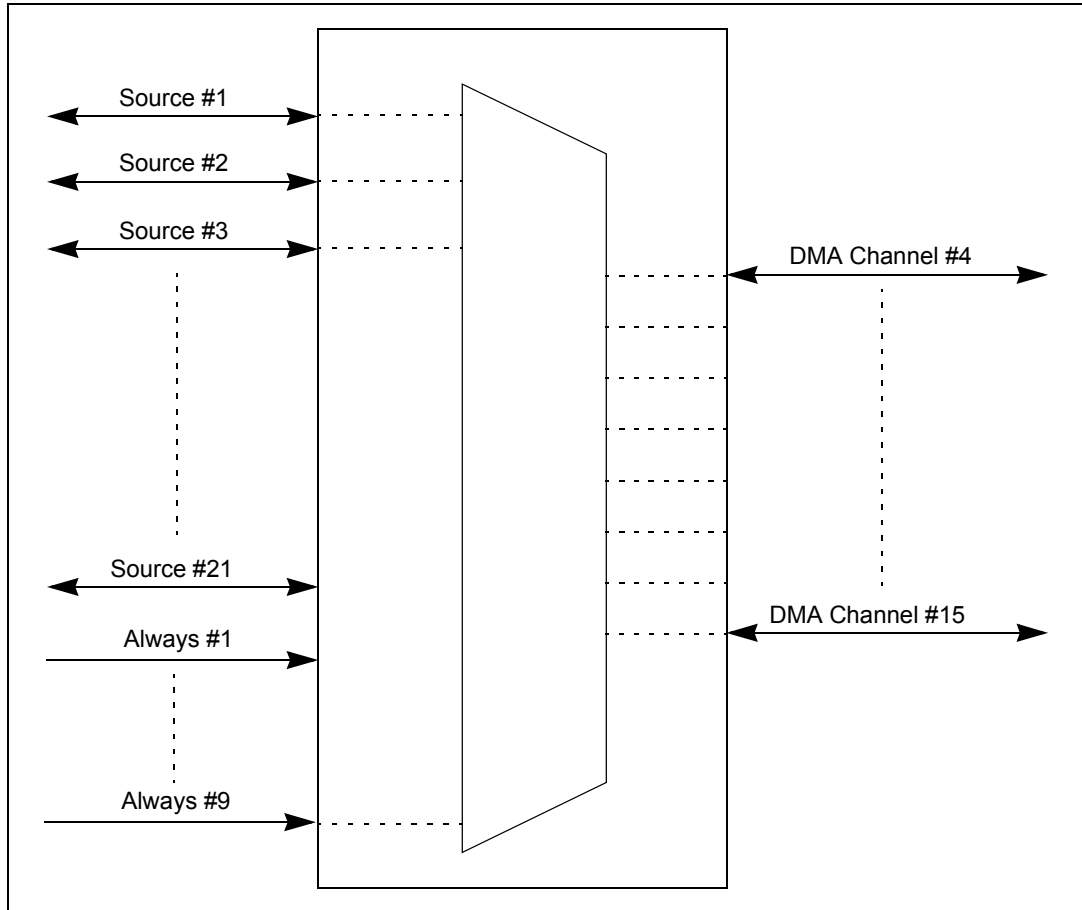 Source #1
Source #2
Source #3
DMA Channel #4
Source #21
DMA Channel #15
Always #1
Always #9